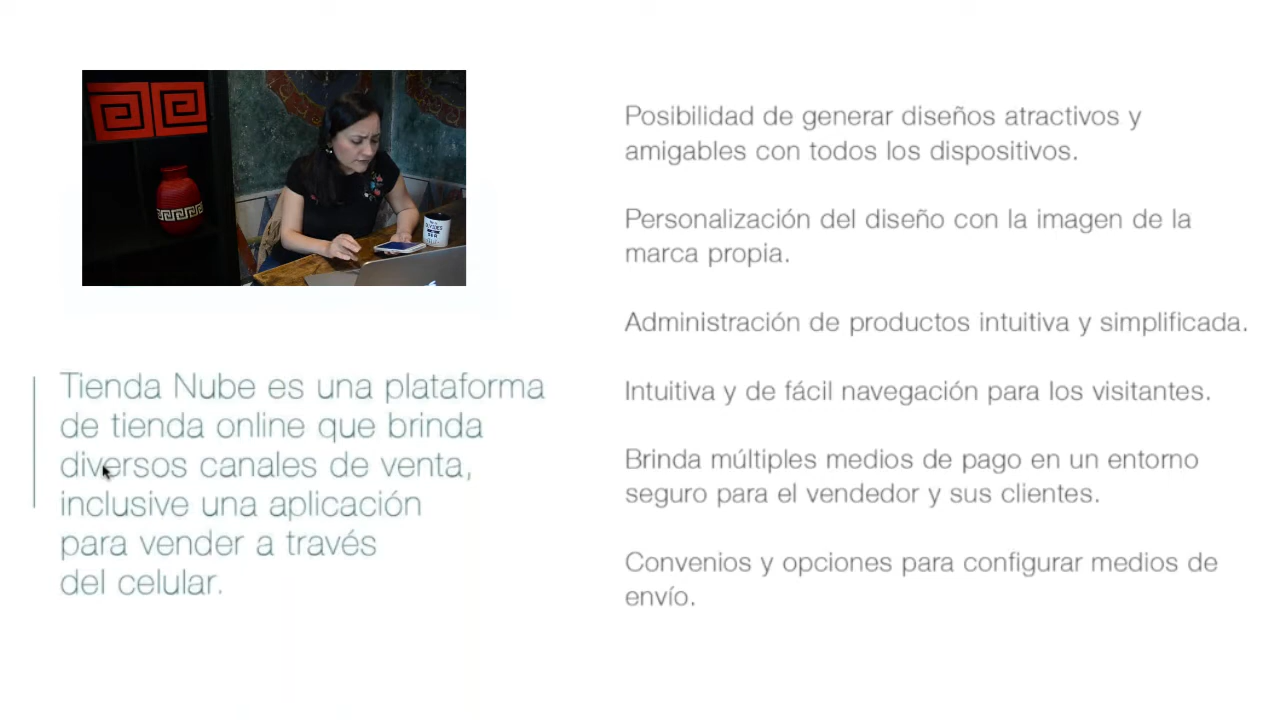 Tienda Nube es una plataforma
de tienda online que brinda
diversos canales de venta,
inclusive una aplicación
para vender a través
del celular.
Posibilidad de generar diseños atractivos y
amigables con todos los dispositivos.
Personalización del diseño con la imagen de la
marca propia.
Administración de productos intuitiva y simplificada.
Intuitiva y de fácil navegación para los visitantes.
Brinda múltiples medios de pago en un entorno
seguro para el vendedor y sus clientes.
Convenios y opciones para configurar medios de
envío.